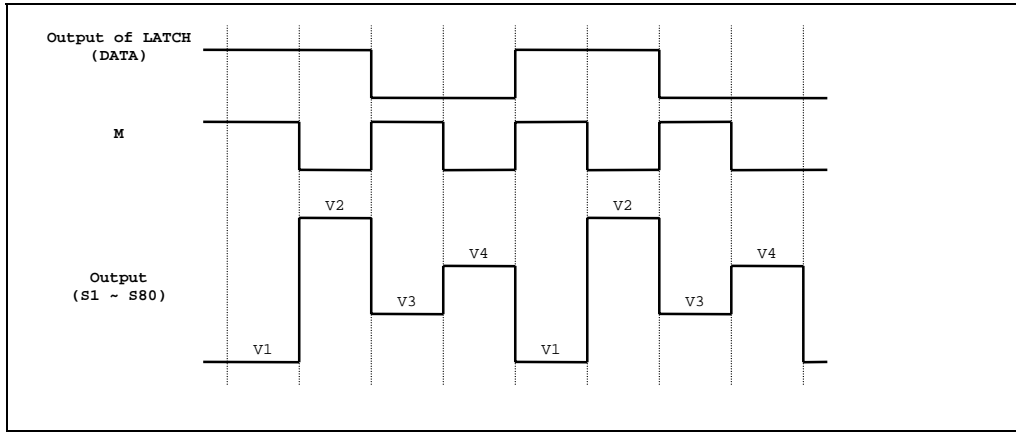 Output of LATCH
(DATA)
M
V2
V2
V4
V4
Output
(S1 ~ S80)
V3
V3
V1
V1